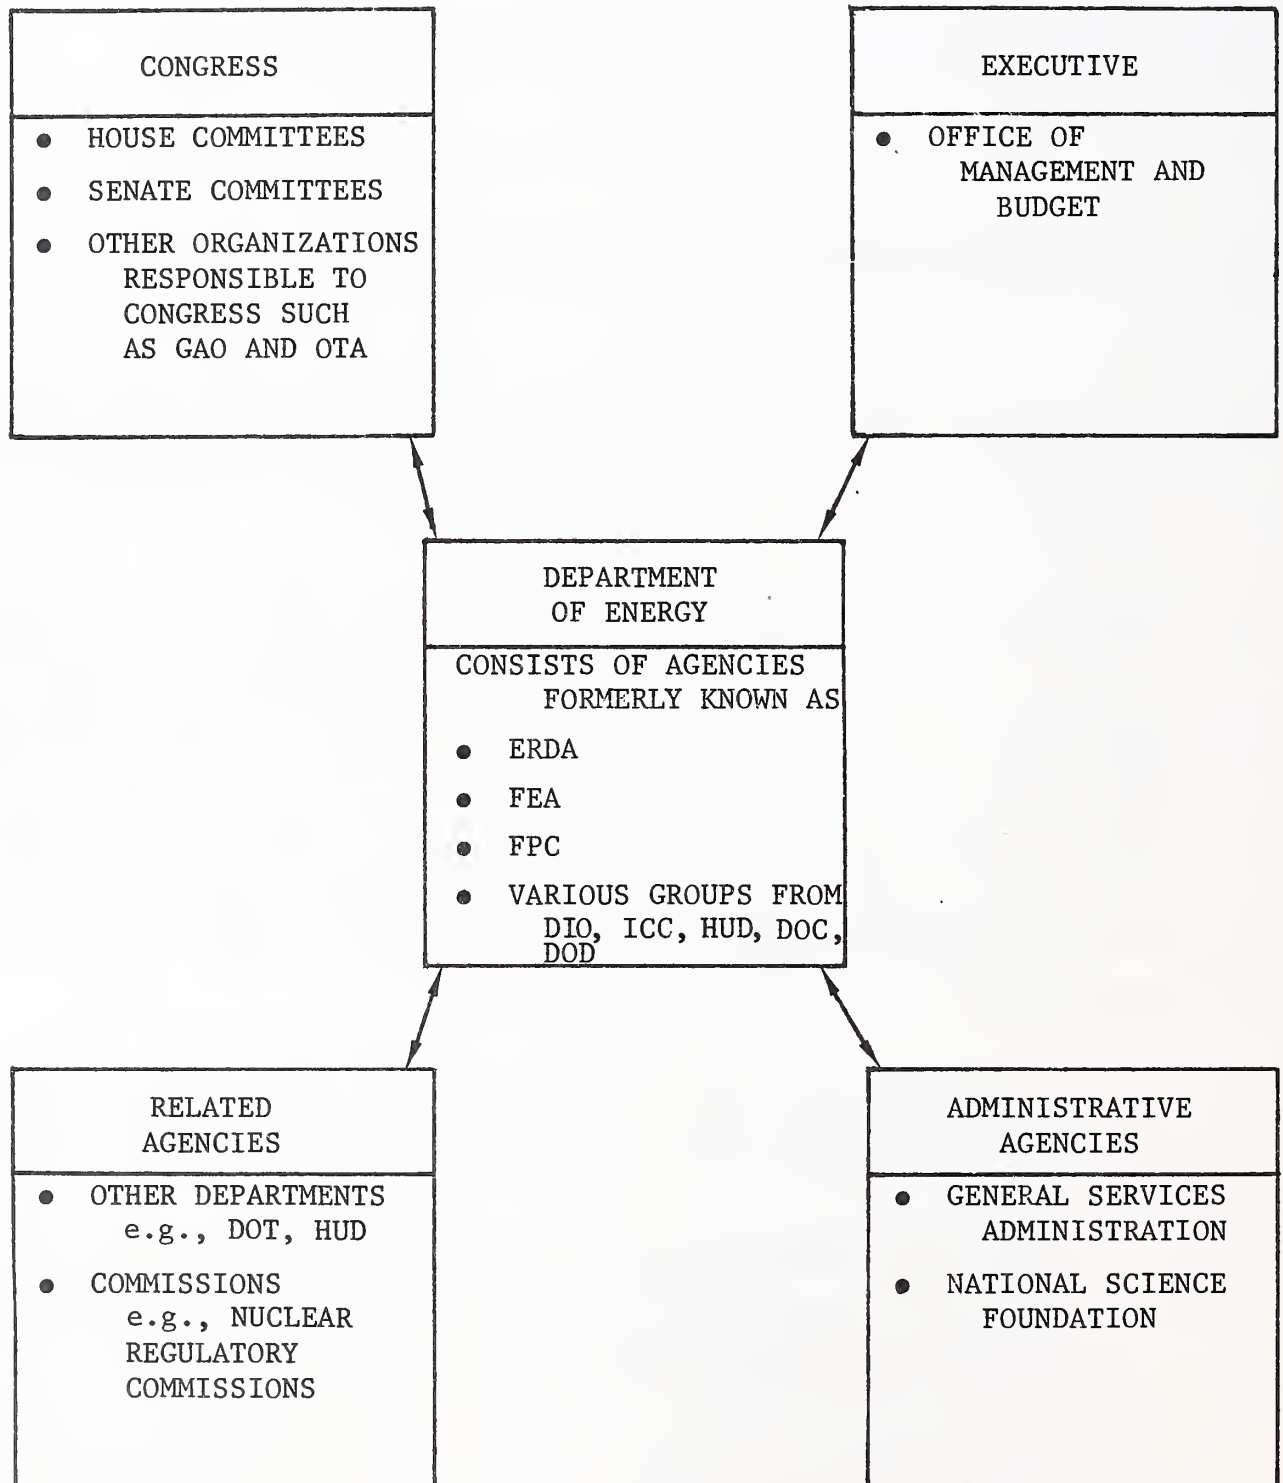 CONGRESS
● HOUSE COMMITTEES
● SENATE COMMITTEES
● OTHER ORGANIZATIONS
RESPONSIBLE TO
CONGRESS SUCH
AS GAO AND OTA
EXECUTIVE
● OFFICE OF
MANAGEMENT AND
BUDGET
DEPARTMENT
OF ENERGY
CONSISTS OF AGENCIES
FORMERLY KNOWN AS
● ERDA
● FEA
● FPC
● VARIOUS GROUPS FROM
DIO, ICC, HUD, DOC,
DOD
RELATED
AGENCIES
● OTHER DEPARTMENTS
e.g., DOT, HUD
● COMMISSIONS
e.g., NUCLEAR
REGULATORY
COMMISSIONS
ADMINISTRATIVE
AGENCIES
● GENERAL SERVICES
ADMINISTRATION
● NATIONAL SCIENCE
FOUNDATION